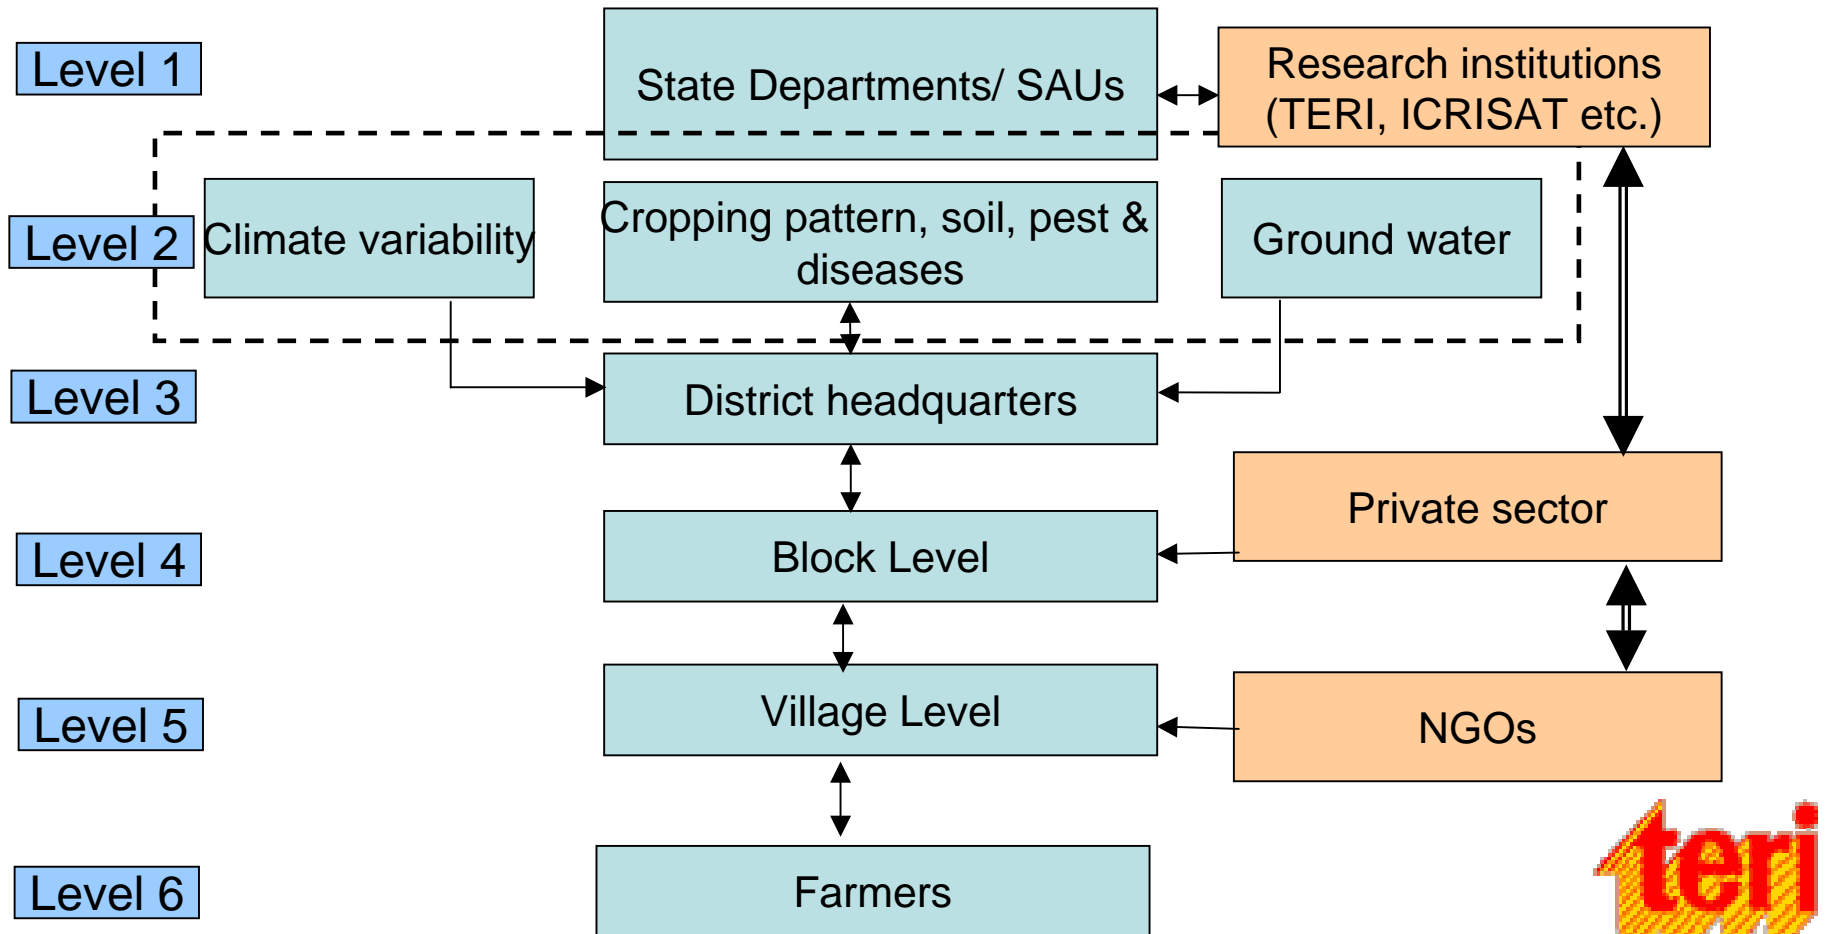 Level 1
State Departments/ SAUs
Research institutions
(TERI, ICRISAT etc.)
Level 2
Climate variability
Cropping pattern, soil, pest &
diseases
Ground water
Level 3
District headquarters
Private sector
Level 4
Block Level
Level 5
Village Level
NGOs
Level 6
Farmers
teri